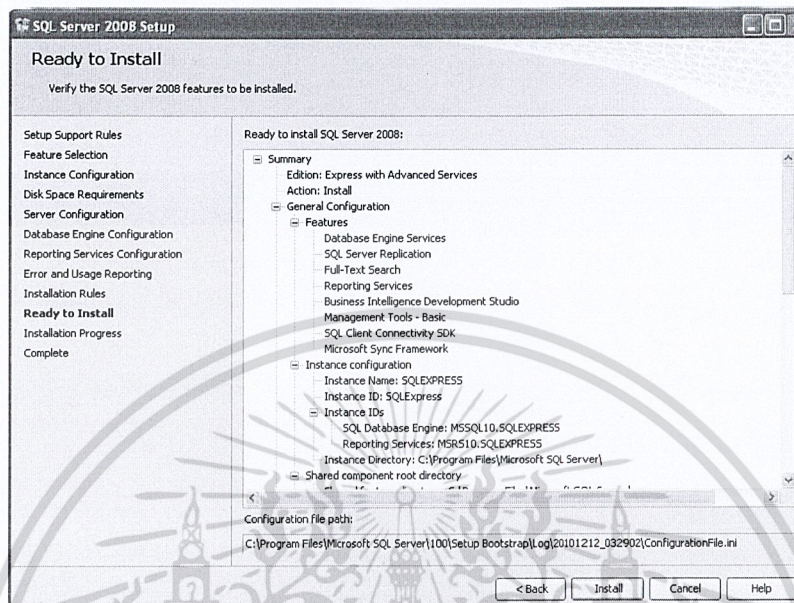 SQL Server 2008 Setup
Ready to Install
Verify the SQL Server 2008 features to be installed.
Setup Support Rules
Feature Selection
Instance Configuration
Disk Space Requirements
Server Configuration
Database Engine Configuration
Reporting Services Configuration
Error and Usage Reporting
Installation Rules
Ready to Install
Installation Progress
Complete
Ready to install SQL Server 2008:
Summary
Edition: Express with Advanced Services
Action: Install
General Configuration
Features
Database Engine Services
SQL Server Replication
Full-Text Search
Reporting Services
Business Intelligence Development Studio
Management Tools - Basic
SQL Client Connectivity SDK
Microsoft Sync Framework
Instance configuration
Instance Name: SQLEXPRESS
Instance ID: SQLExpress
Instance IDs
SQL Database Engine: MSSQL10.SQLEXPRESS
Reporting Services: MSRS10.SQLEXPRESS
Instance Directory: C:\Program Files\Microsoft SQL Server\
Shared component root directory
Configuration file path:
C:\Program Files\Microsoft SQL Server\100\Setup Bootstrap\Log\20101212_032902\ConfigurationFile.ini
< Back
Install
Cancel
Help